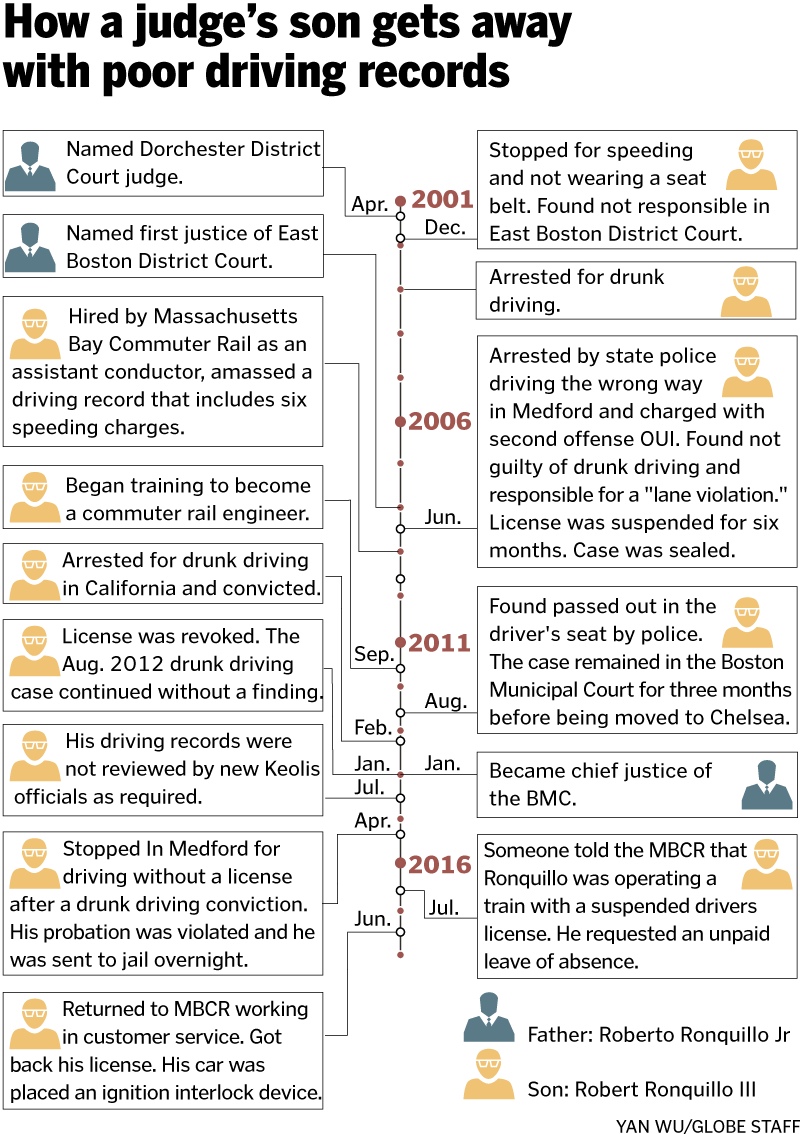 How a judge's son gets away
with poor driving records
Named Dorchester District
Court judge.
Named first justice of East
Boston District Court.
Hired by Massachusetts
Bay Commuter Rail as an
assistant conductor, amassed a
driving record that includes six
speeding charges.
Began training to become
a commuter rail engineer.
Arrested for drunk driving
in California and convicted.
License was revoked. The
Aug. 2012 drunk driving
case continued without a finding.
His driving records were
not reviewed by new Keolis
officials as required.
Stopped In Medford for
driving without a license
after a drunk driving conviction.
His probation was violated and he
was sent to jail overnight.
Returned to MBCR working
in customer service. Got
back his license. His car was
placed an ignition interlock device.
Apr.
2001
Dec.
2006
Jun.
Sep.
2011
Aug.
Feb.
Jan.
Jan.
Jul.
Apr.
2016
Jul.
Jun.
Stopped for speeding
and not wearing a seat
belt. Found not responsible in
East Boston District Court.
Arrested for drunk
driving.
Arrested by state police
driving the wrong way
in Medford and charged with
second offense OUI. Found not
guilty of drunk driving and
responsible for a "lane violation."
License was suspended for six
months. Case was sealed.
Found passed out in the
driver's seat by police.
The case remained in the Boston
Municipal Court for three months
before being moved to Chelsea.
Became chief justice of
the BMC.
Someone told the MBCR that
Ronquillo was operating a
train with a suspended drivers
license. He requested an unpaid
leave of absence.
Father: Roberto Ronquillo Jr
Son: Robert Ronquillo III
YAN WU/GLOBE STAFF